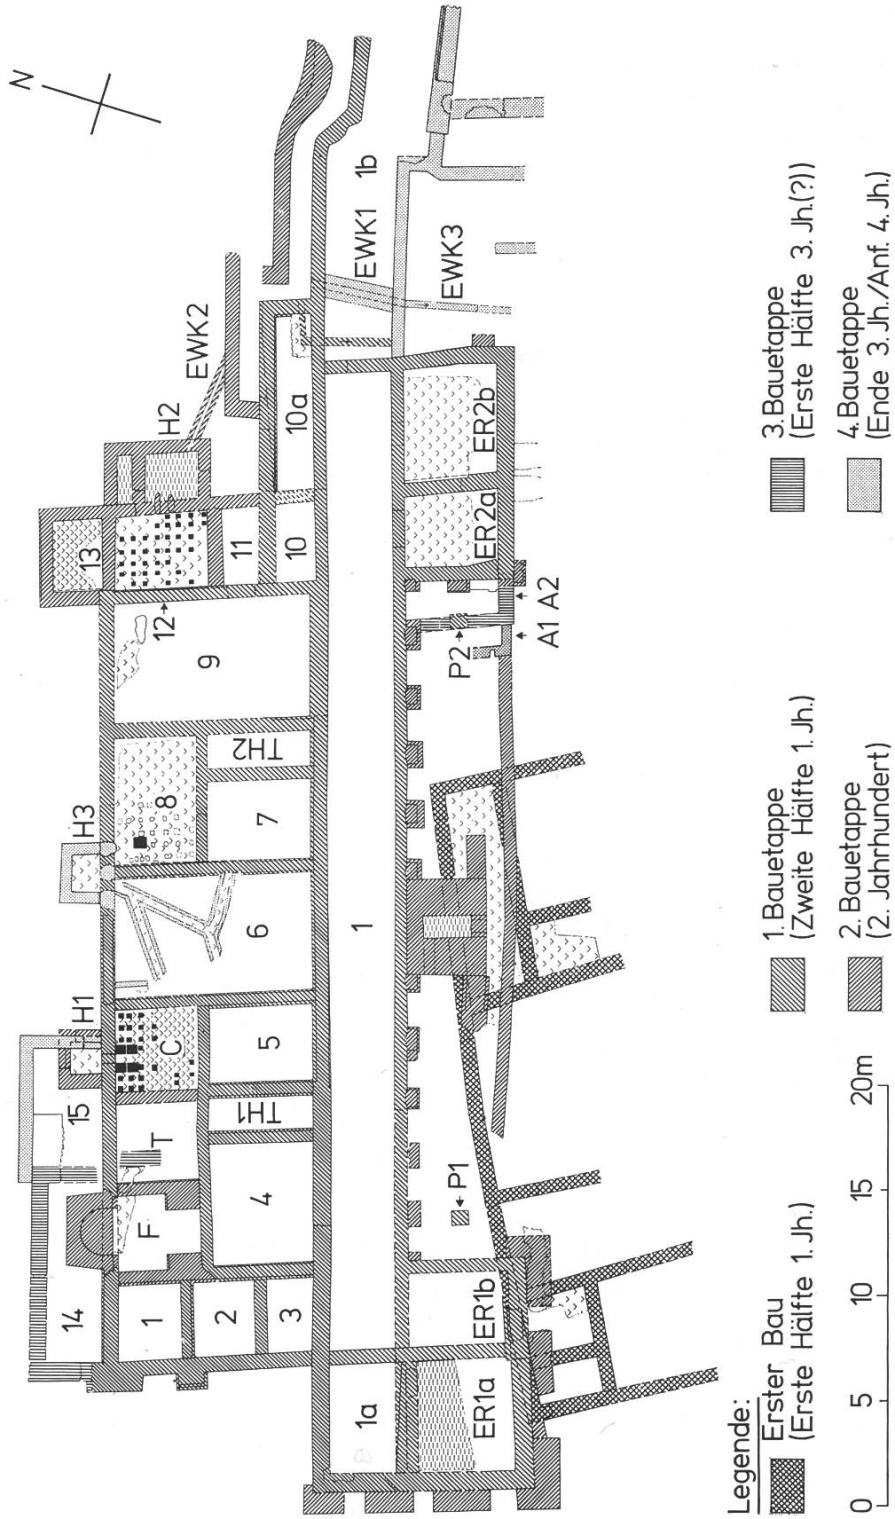 N
13
H2
EWK2
12
11
10
10a
EWK1
1b
EWK3
9
8
TH2
7
H3
6
H1
C
5
15
T
TH1
4
F
14
1
2
3
1
1a
ER1a
ER1b
P1
P2
A1 A2
ER2a
ER2b
Legende:
Erster Bau
(Erste Hälfte 1. Jh.)
1. Bauetappe
(Zweite Hälfte 1. Jh.)
2. Bauetappe
(2. Jahrhundert)
3. Bauetappe
(Erste Hälfte 3. Jh.(?))
4. Bauetappe
(Ende 3. Jh./Anf. 4. Jh.)
0 5 10 15 20m